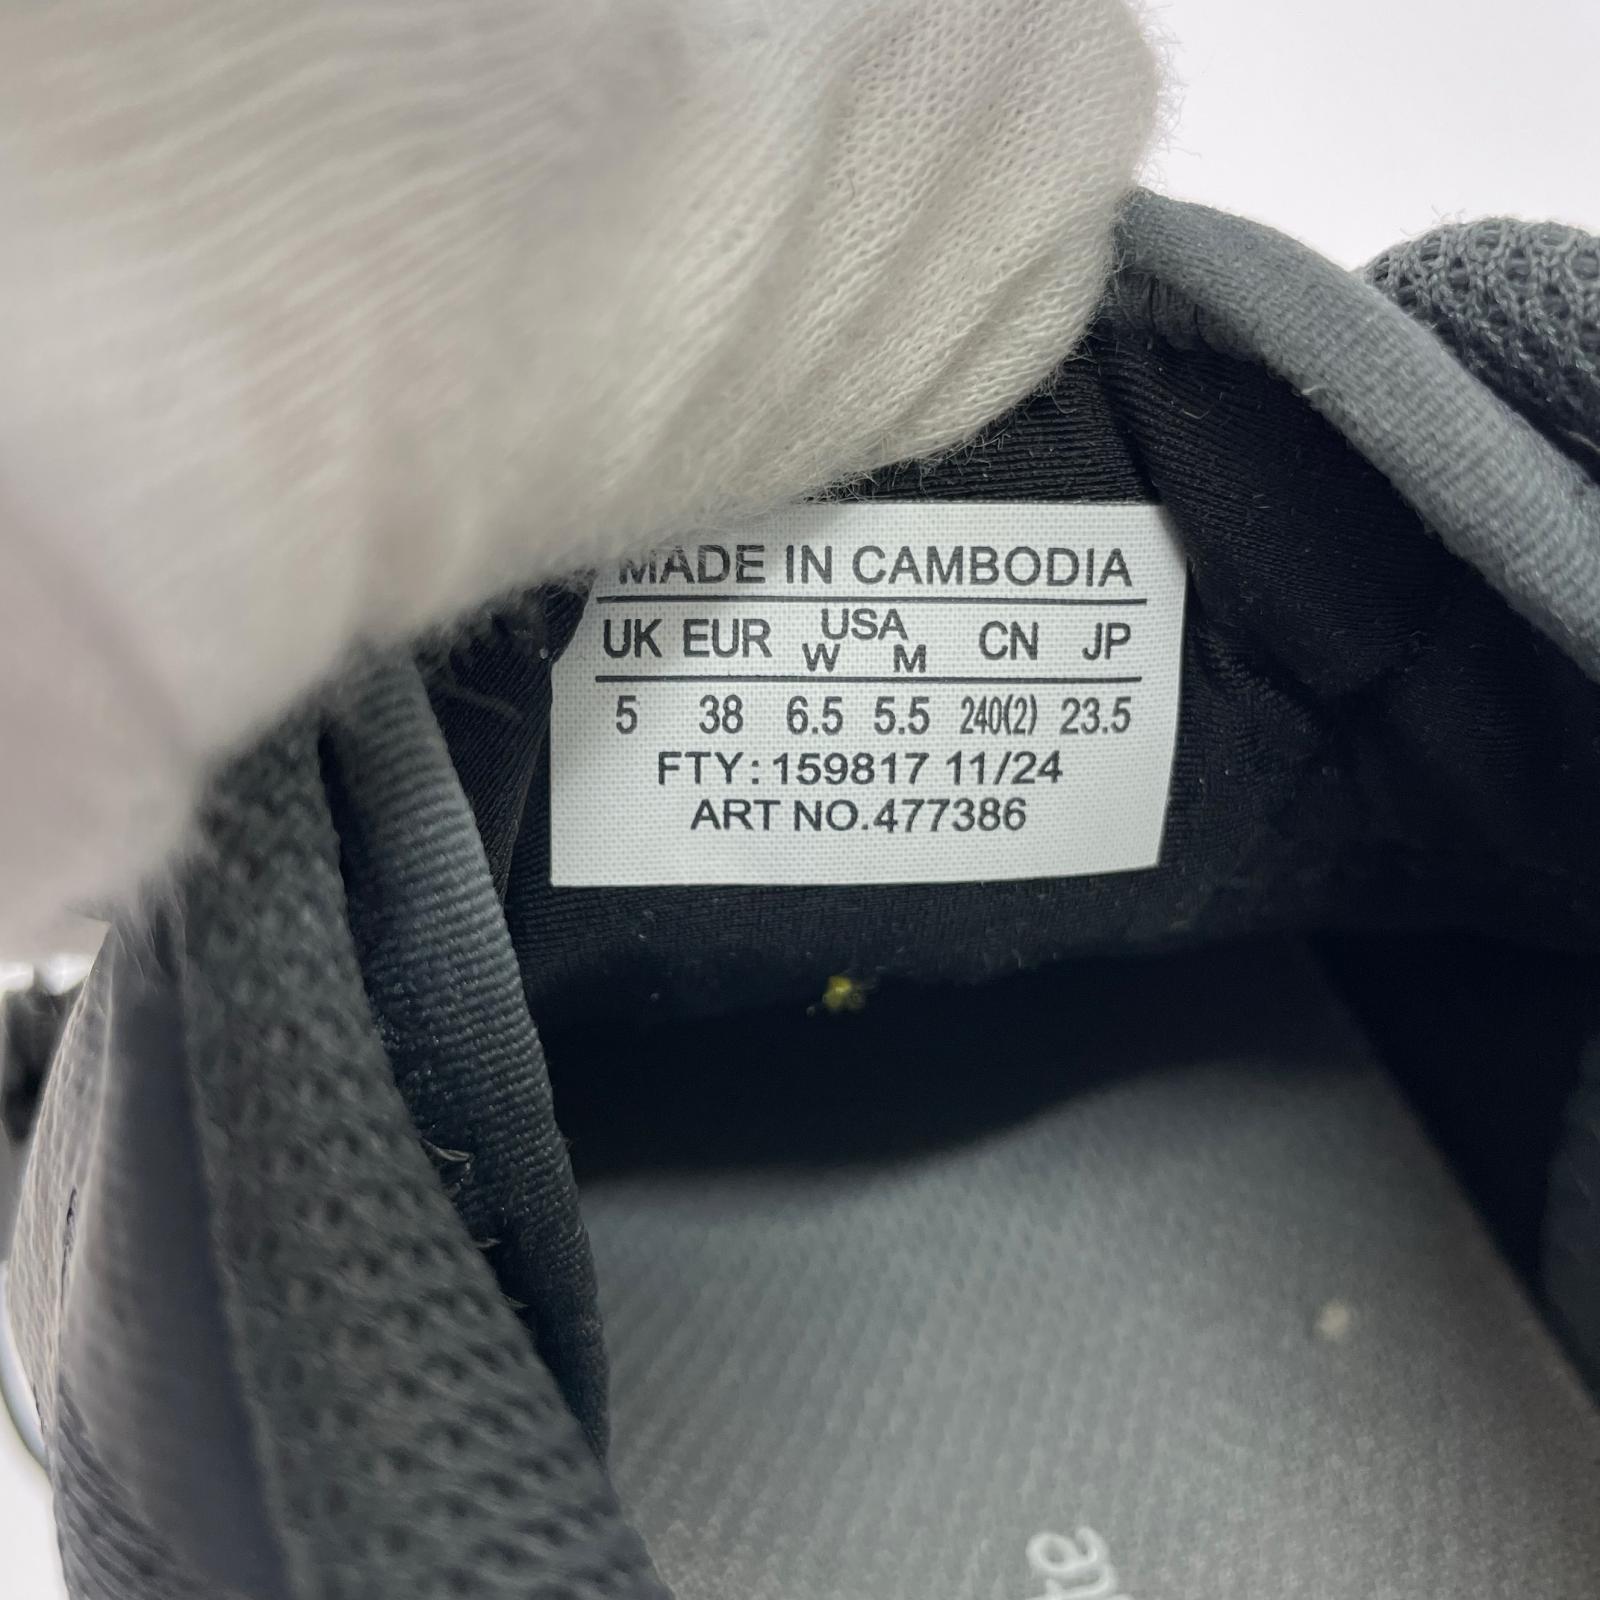 MADE IN CAMBODIA
UK EUR USA W M CN JP
5 38 6.5 5.5 240(2) 23.5
FTY: 159817 11/24
ART NO.477386